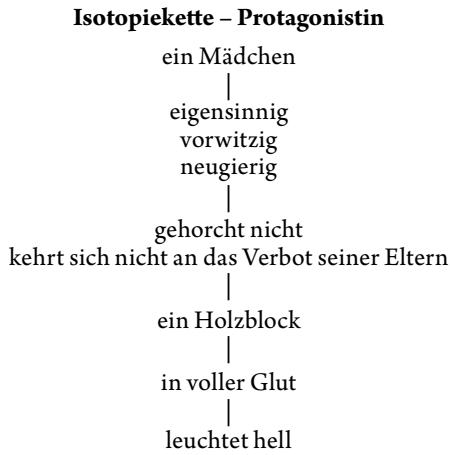 Isotopiekette – Protagonistin
ein Mädchen
eigensinnig
vorwitzig
neugierig
gehorcht nicht
kehrt sich nicht an das Verbot seiner Eltern
ein Holzblock
in voller Glut
leuchtet hell